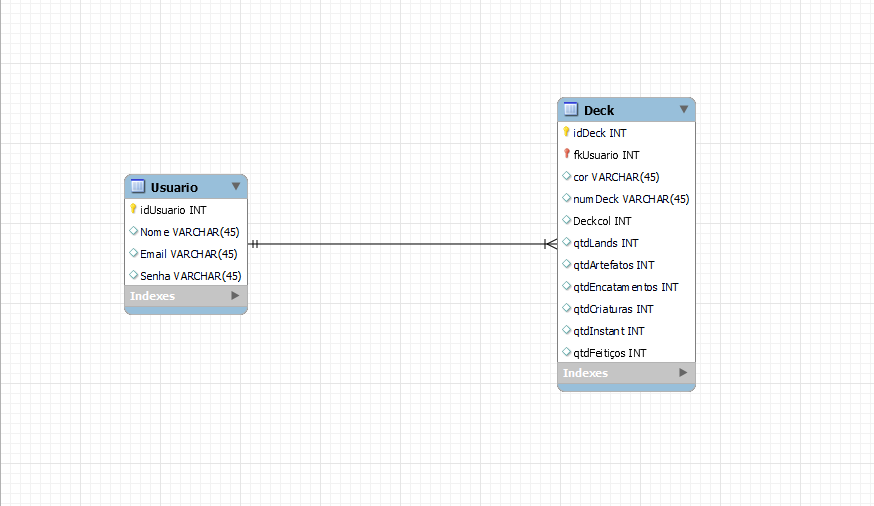 Usuario
idUsuario INT
Nome VARCHAR(45)
Email VARCHAR(45)
Senha VARCHAR(45)
Indexes
Deck
idDeck INT
fkUsuario INT
cor VARCHAR(45)
numDeck VARCHAR(45)
Deckcol INT
qtdLands INT
qtdArtefatos INT
qtdEncatamentos INT
qtdCriaturas INT
qtdInstant INT
qtdFeitiços INT
Indexes